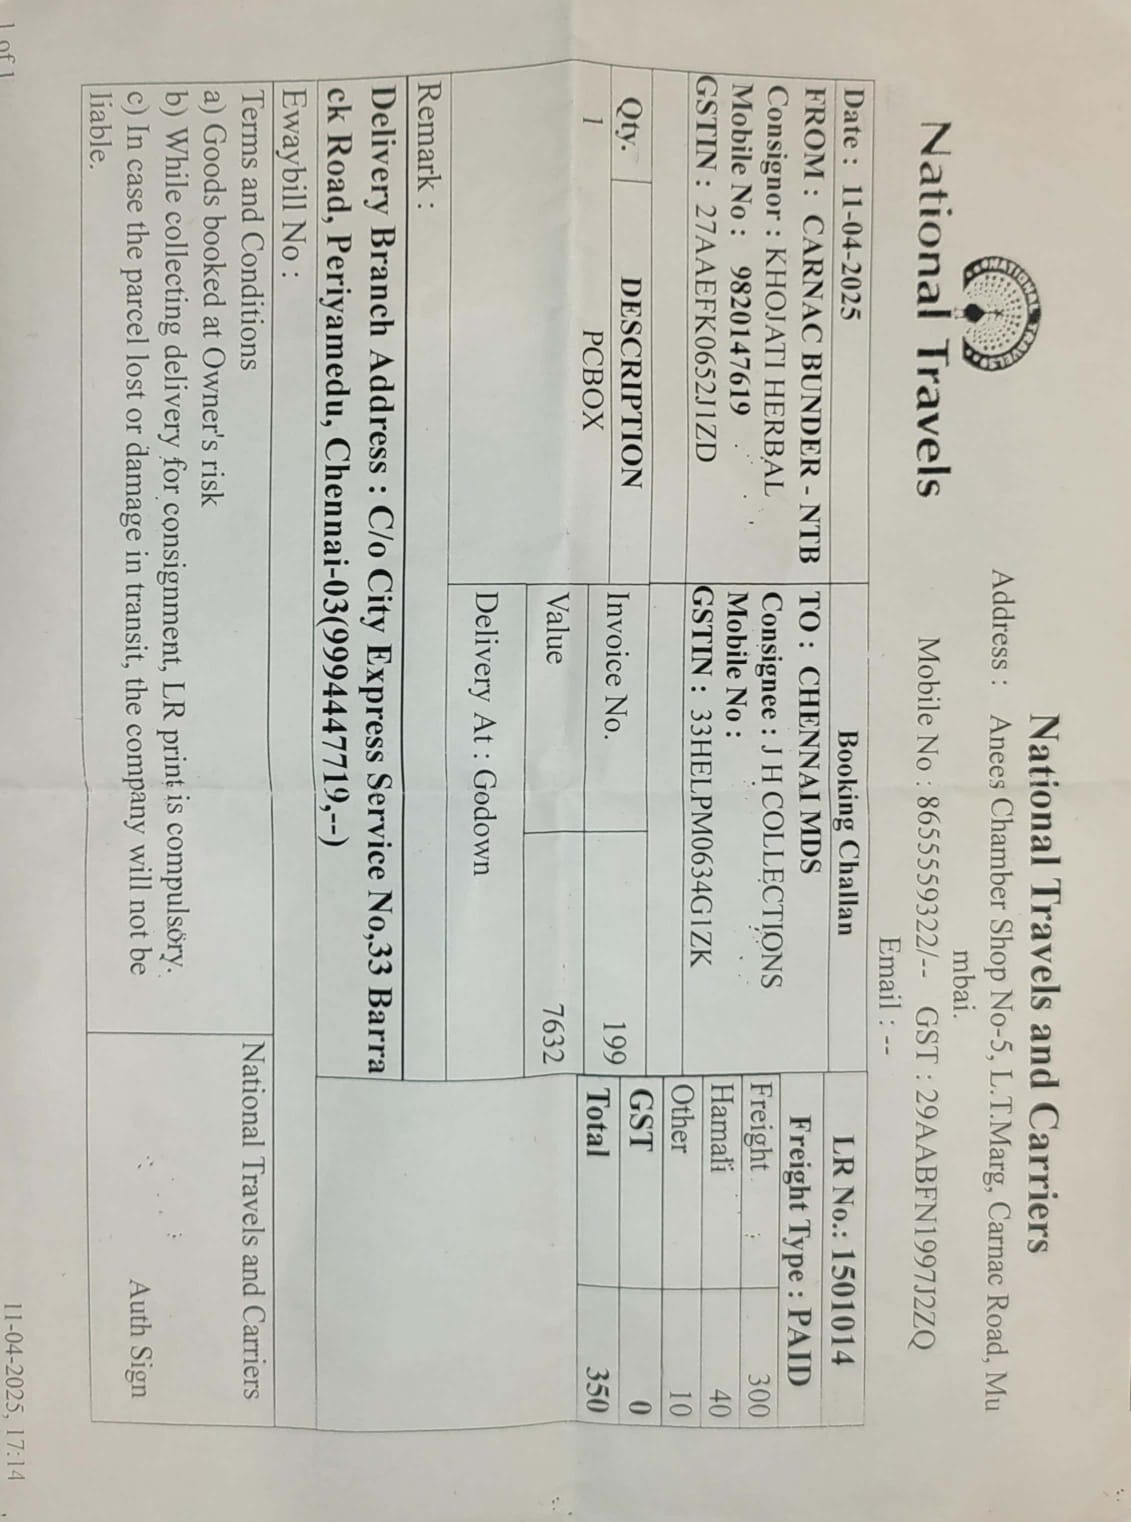 NATIONAL TRAVELS
National Travels
National Travels and Carriers
Address : Anees Chamber Shop No-5, L.T.Marg, Carnac Road, Mu
mbai.
Mobile No : 8655559322/-- GST : 29AABFN1997J2ZQ
Email : --
Date : 11-04-2025
Booking Challan
LR No.: 1501014
FROM : CARNAC BUNDER - NTB
Consignor : KHOJATI HERBAL
Mobile No : 9820147619
GSTIN : 27AAEFK0652J1ZD
TO : CHENNAI MDS
Consignee : J H COLLECTIONS
Mobile No :
GSTIN : 33HELPM0634G1ZK
Freight Type : PAID
Freight 300
Hamali 40
Other 10
GST 0
Total 350
Qty. DESCRIPTION
1 PCBOX
Invoice No. 199
Value 7632
Delivery At : Godown
Remark :
Delivery Branch Address : C/o City Express Service No,33 Barra
ck Road, Periyamedu, Chennai-03(9994447719,--)
Ewaybill No :
Terms and Conditions
a) Goods booked at Owner's risk
b) While collecting delivery for consignment, LR print is compulsory.
c) In case the parcel lost or damage in transit, the company will not be
liable.
National Travels and Carriers
Auth Sign
1 of 1
11-04-2025, 17:14